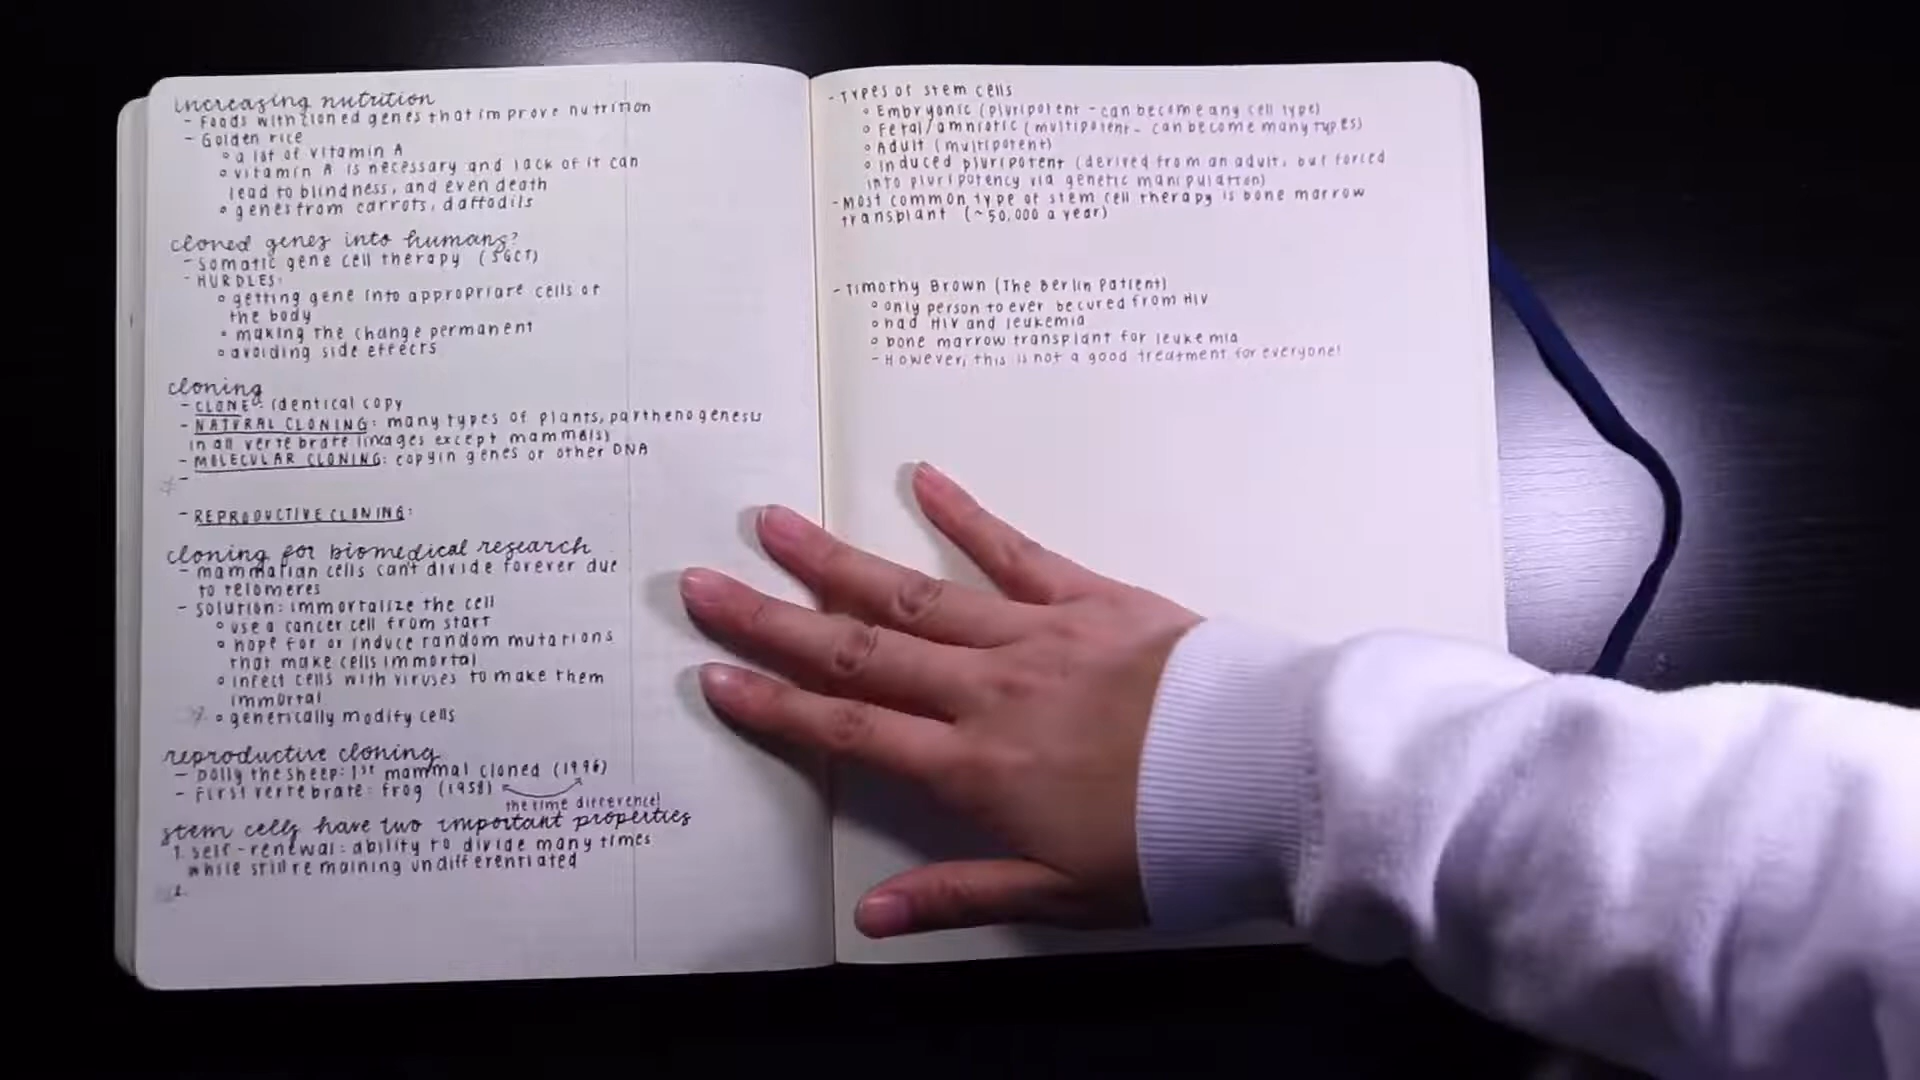 increasing nutrition
- Foods with cloned genes that improve nutrition
- Golden rice
o a lot of vitamin A
o vitamin A is necessary and lack of it can
lead to blindness, and even death
o genes from carrots, daffodils
cloned genes into humans?
- Somatic gene cell therapy (SGCT)
- HURDLES:
o getting gene into appropriate cells of
the body
o making the change permanent
o avoiding side effects
cloning
- CLONE: identical copy
- NATURAL CLONING: many types of plants, parthenogenesis
in all vertebrate linkages except mammals)
- MOLECULAR CLONING: copyin genes or other DNA
-
- REPRODUCTIVE CLONING:
cloning for biomedical research
- mammalian cells can't divide forever due
to telomeres
- solution: immortalize the cell
o use a cancer cell from start
o hope for or induce random mutations
that make cells immortal
o infect cells with viruses to make them
immortal
o genetically modify cells
reproductive cloning
- Dolly the sheep: 1st mammal cloned (1996)
- First vertebrate: frog (1958)
the time difference!
stem cells have two important properties
1. self-renewal: ability to divide many times
while still remaining undifferentiated
2.
- Types of stem cells
o Embryonic (pluripotent - can become any cell type)
o Fetal/amniotic (multipotent - can become many types)
o Adult (multipotent)
o Induced pluripotent (derived from an adult, but forced
into pluripotency via genetic manipulation)
- Most common type of stem cell therapy is bone marrow
transplant (~50,000 a year)
- Timothy Brown (The Berlin Patient)
o only person to ever be cured from HIV
o had HIV and leukemia
o bone marrow transplant for leukemia
- However, this is not a good treatment for everyone!